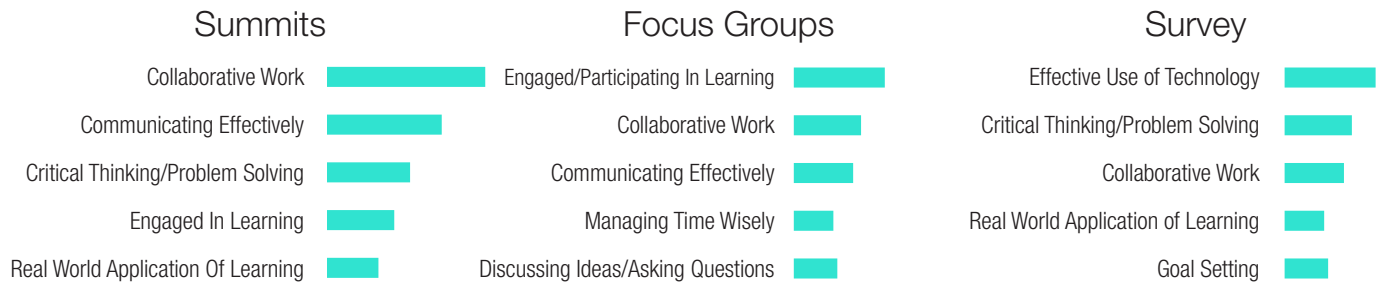 Summits
Collaborative Work
Communicating Effectively
Critical Thinking/Problem Solving
Engaged In Learning
Real World Application Of Learning
Focus Groups
Engaged/Participating In Learning
Collaborative Work
Communicating Effectively
Managing Time Wisely
Discussing Ideas/Asking Questions
Survey
Effective Use of Technology
Critical Thinking/Problem Solving
Collaborative Work
Real World Application of Learning
Goal Setting